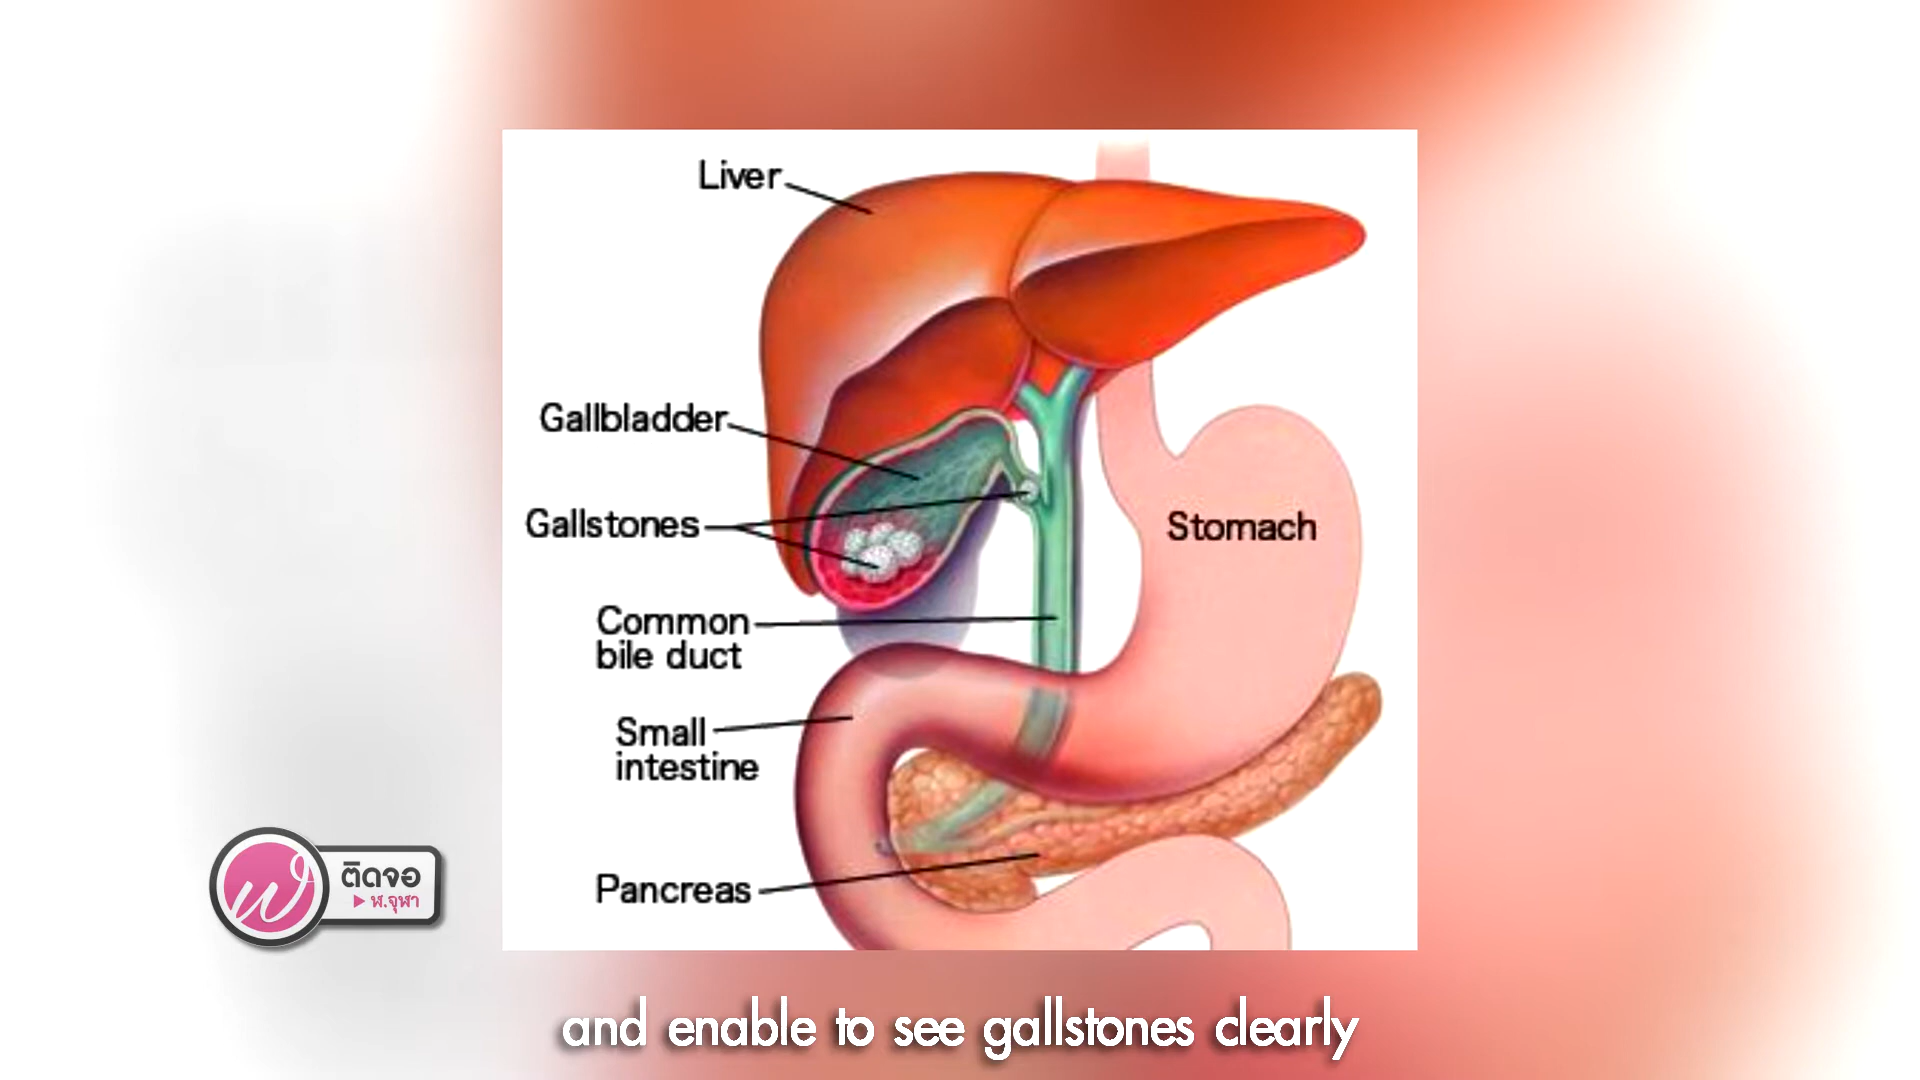 Liver
Gallbladder
Gallstones
Stomach
Common
bile duct
Small
intestine
Pancreas
ติดจอ
ฬ.จุฬา
and enable to see gallstones clearly